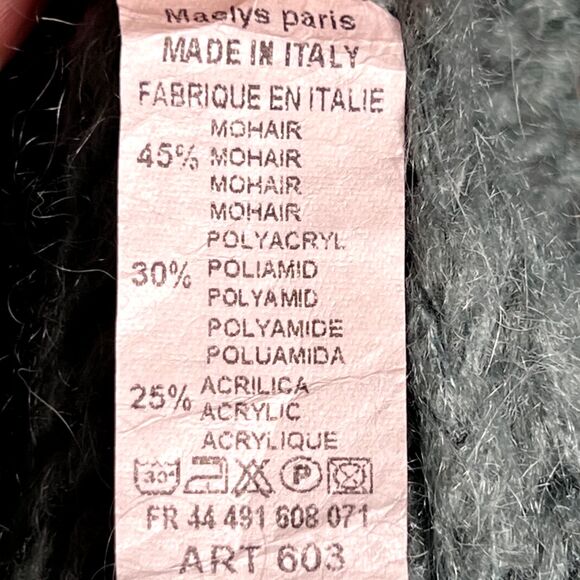 Maelys paris
MADE IN ITALY
FABRIQUE EN ITALIE
MOHAIR
45% MOHAIR
MOHAIR
MOHAIR
POLYACRYL
30% POLIAMID
POLYAMID
POLYAMIDE
POLUAMIDA
25% ACRILICA
ACRYLIC
ACRYLIQUE
30° P
FR 44 491 608 071
ART 603